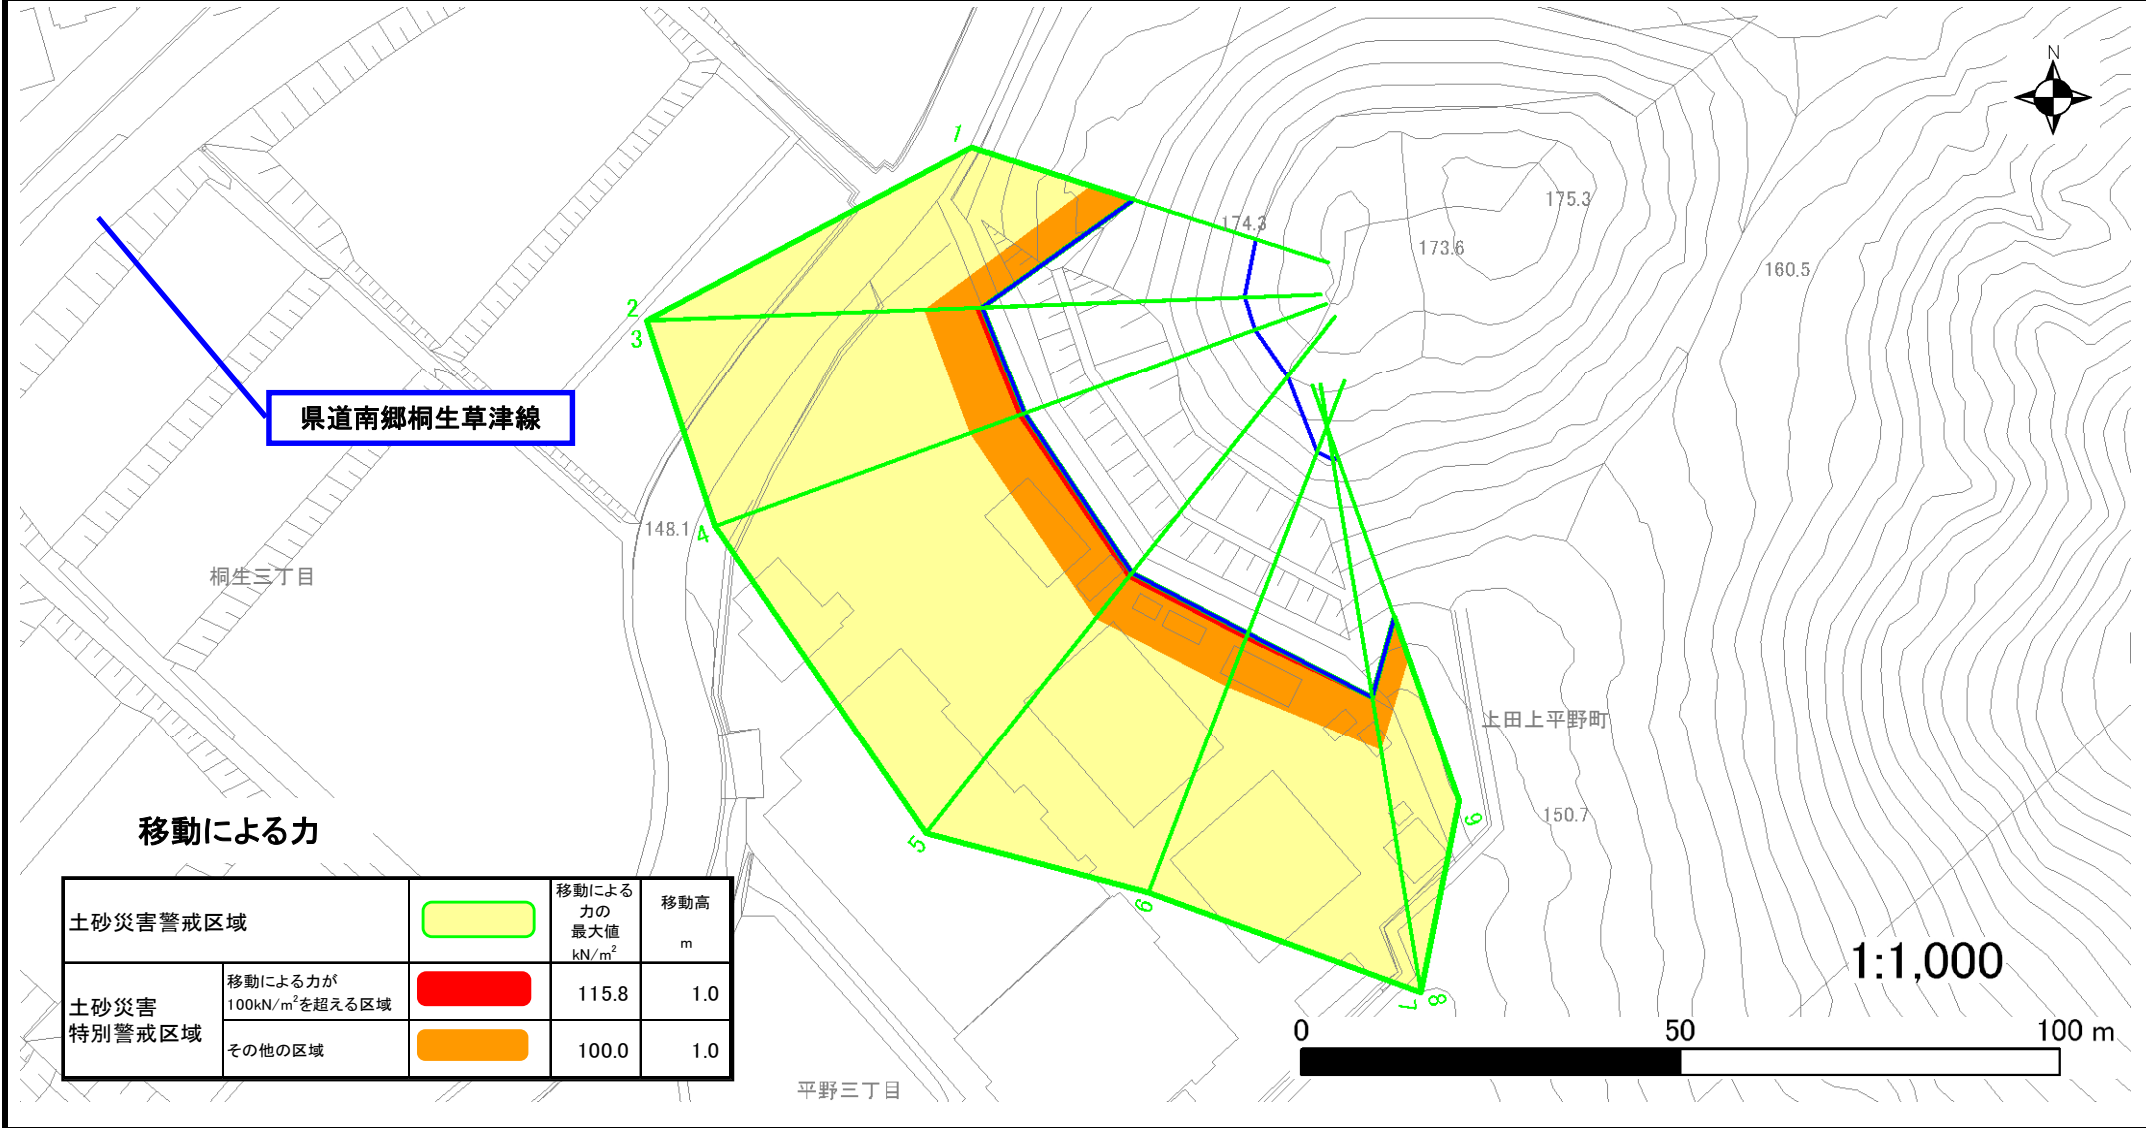 N
1
2
3
4
5
6
7
8
9
174.3
175.3
173.6
160.5
県道南郷桐生草津線
148.1
桐生三丁目
上田上平野町
150.7
平野三丁目
移動による力
土砂災害警戒区域
移動による
力の
最大値
kN/m²
移動高
m
土砂災害
特別警戒区域
移動による力が
100kN/m²を超える区域
115.8
1.0
その他の区域
100.0
1.0
1:1,000
0
50
100 m